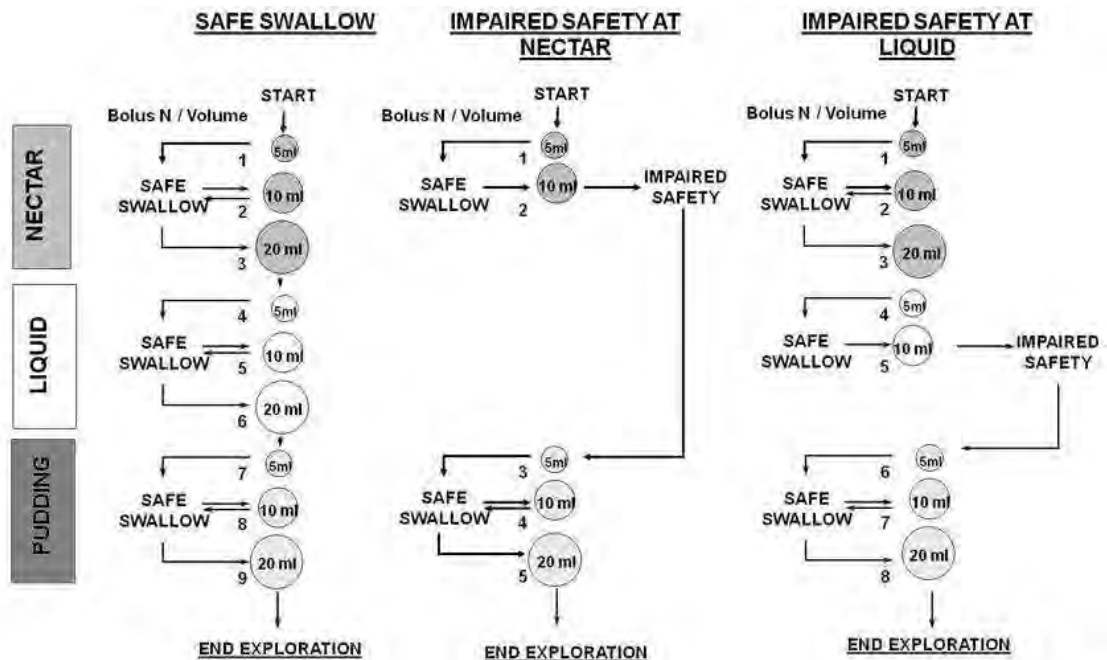 SAFE SWALLOW
IMPAIRED SAFETY AT
NECTAR
IMPAIRED SAFETY AT
LIQUID
NECTAR
LIQUID
PUDDING
START
Bolus N / Volume
5ml
1
SAFE
SWALLOW
10 ml
2
20 ml
3
5ml
4
SAFE
SWALLOW
10 ml
5
20 ml
6
5ml
7
SAFE
SWALLOW
10 ml
8
20 ml
9
END EXPLORATION
START
Bolus N / Volume
5ml
1
SAFE
SWALLOW
10 ml
2
IMPAIRED
SAFETY
5ml
3
SAFE
SWALLOW
10 ml
4
20 ml
5
END EXPLORATION
START
Bolus N / Volume
5ml
1
SAFE
SWALLOW
10 ml
2
20 ml
3
5ml
4
SAFE
SWALLOW
10 ml
5
IMPAIRED
SAFETY
5ml
6
SAFE
SWALLOW
10 ml
7
20 ml
8
END EXPLORATION